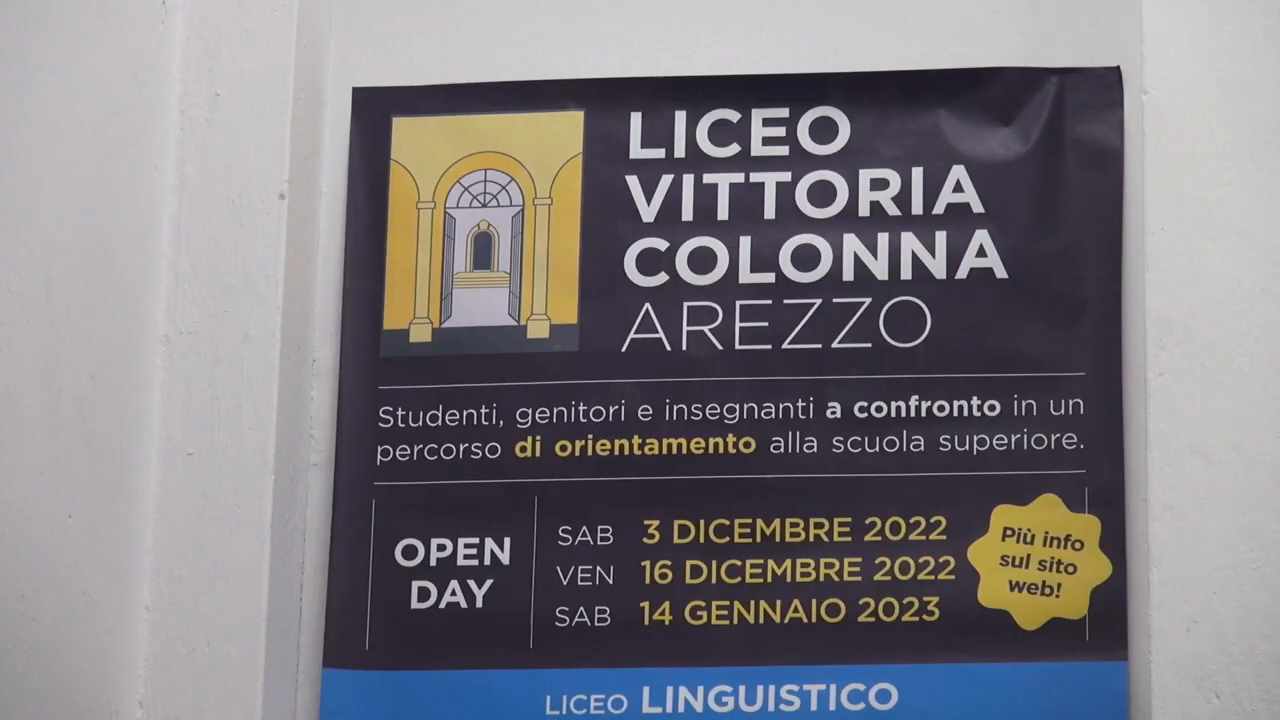 LICEO
VITTORIA
COLONNA
AREZZO
Studenti, genitori e insegnanti a confronto in un
percorso di orientamento alla scuola superiore.
OPEN
DAY
SAB 3 DICEMBRE 2022
VEN 16 DICEMBRE 2022
SAB 14 GENNAIO 2023
Più info
sul sito
web!
LICEO LINGUISTICO